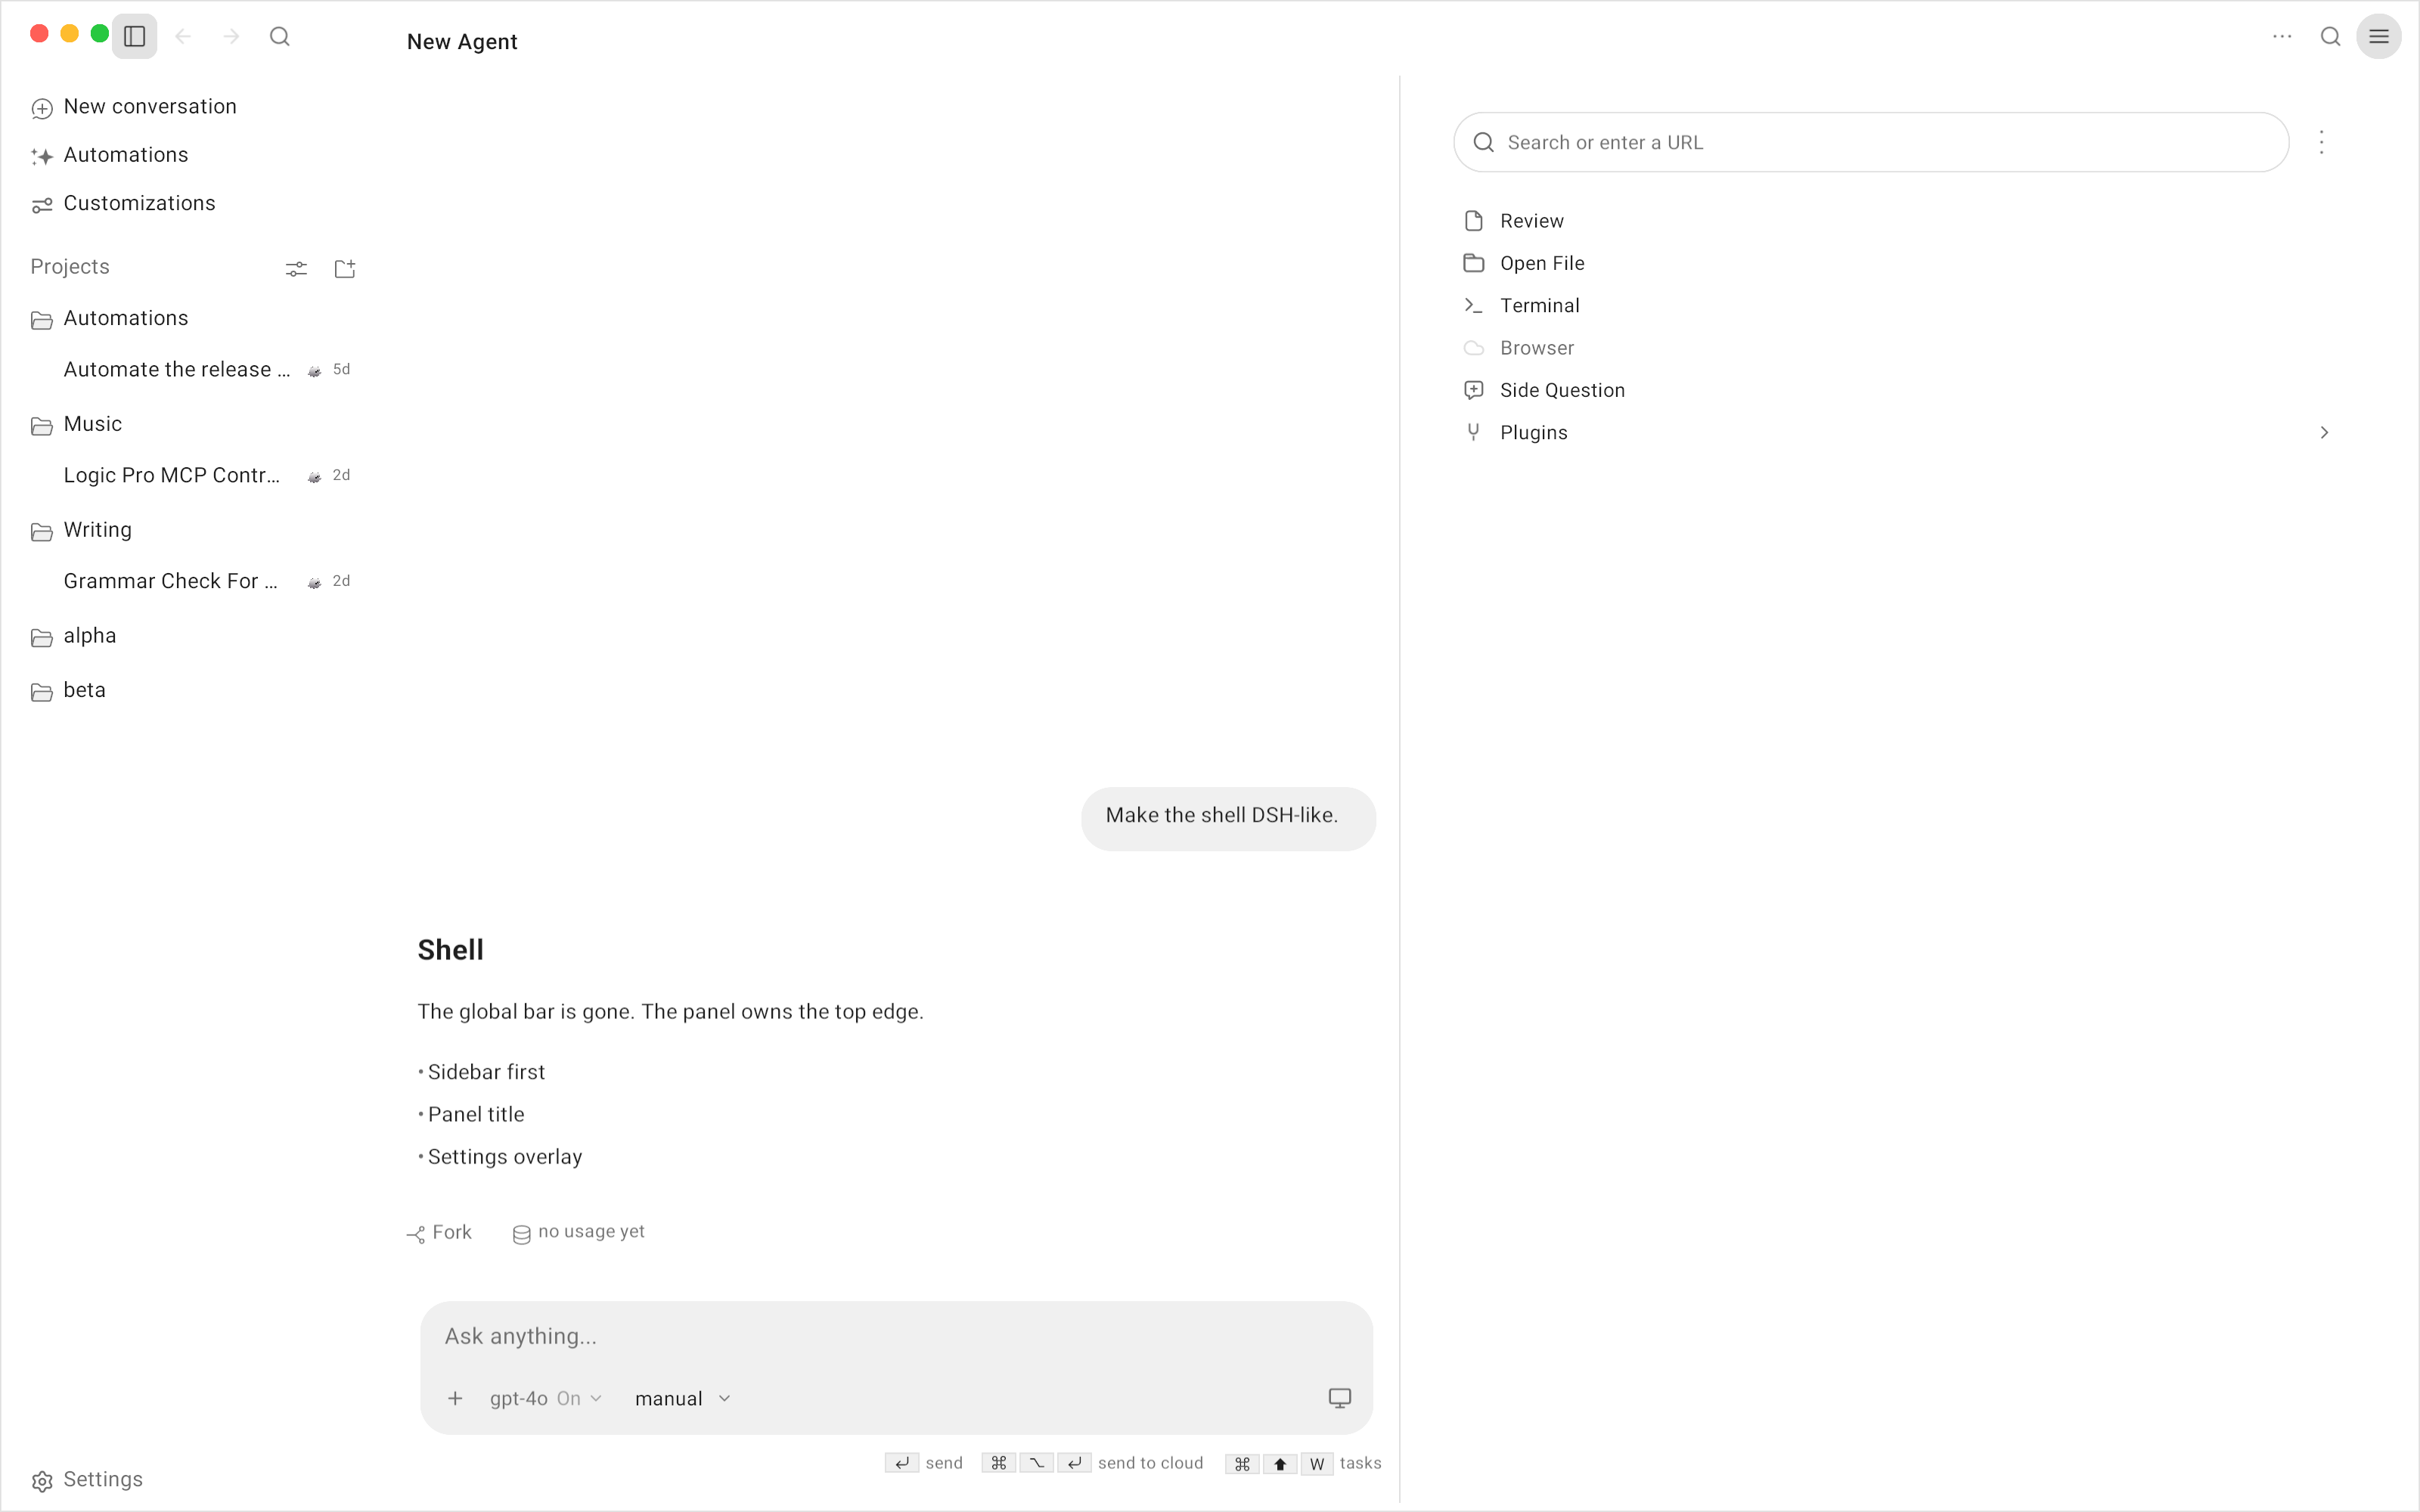 New Agent
New conversation
Automations
Customizations
Projects
Automations
Automate the release ... 5d
Music
Logic Pro MCP Contr... 2d
Writing
Grammar Check For ... 2d
alpha
beta
Settings
Make the shell DSH-like.
Shell
The global bar is gone. The panel owns the top edge.
• Sidebar first
• Panel title
• Settings overlay
Fork no usage yet
Ask anything...
+ gpt-4o On manual
↵ send ⌘ ⌥ ↵ send to cloud ⌘ ⬆ W tasks
Search or enter a URL
Review
Open File
Terminal
Browser
Side Question
Plugins